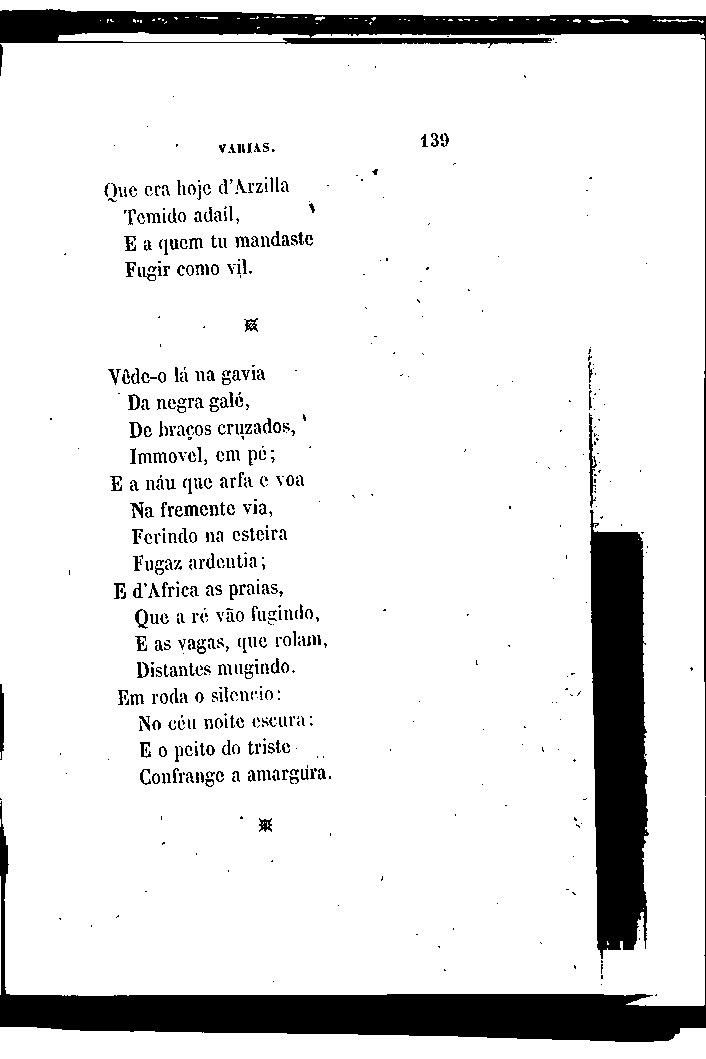 VARIAS. 139
Que era hoje d'Arzilla
Temido adail,
E a quem tu mandaste
Fugir como vil.
Vêde-o lá na gavia
Da negra galé,
De braços cruzados,
Immovel, em pé;
E a náu que arfa e voa
Na fremente via,
Ferindo na esteira
Fugaz ardentia;
E d'Africa as praias,
Que a ré vão fugindo,
E as vagas, que rolam,
Distantes mugindo.
Em roda o silencio:
No céu noite escura:
E o peito do triste
Confrange a amargura.